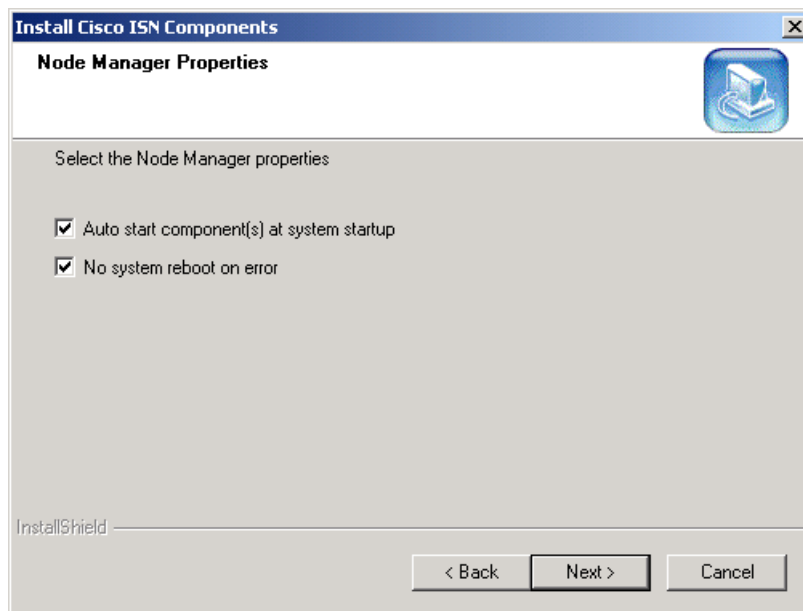 Install Cisco ISN Components
Node Manager Properties
Select the Node Manager properties
Auto start component(s) at system startup
No system reboot on error
InstallShield
< Back
Next >
Cancel